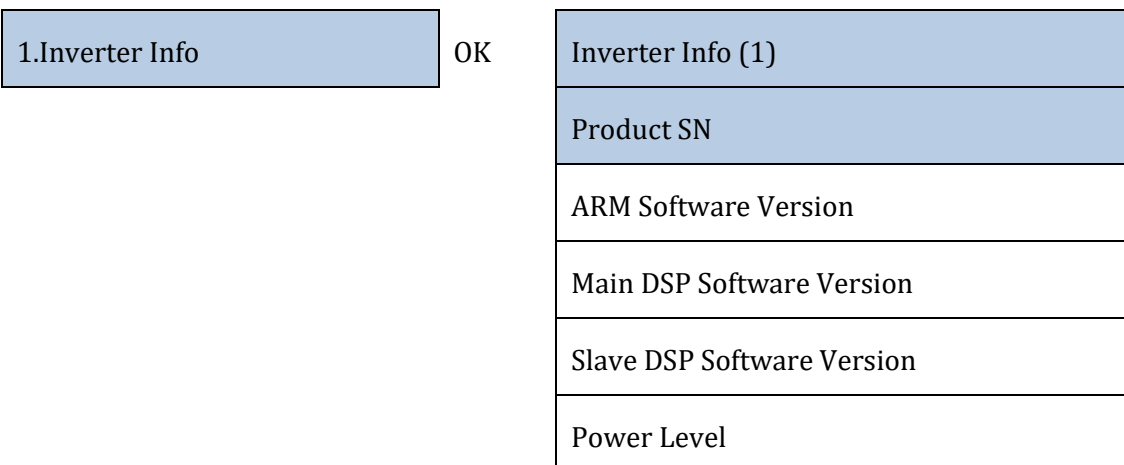 1.Inverter Info
OK
Inverter Info (1)
Product SN
ARM Software Version
Main DSP Software Version
Slave DSP Software Version
Power Level